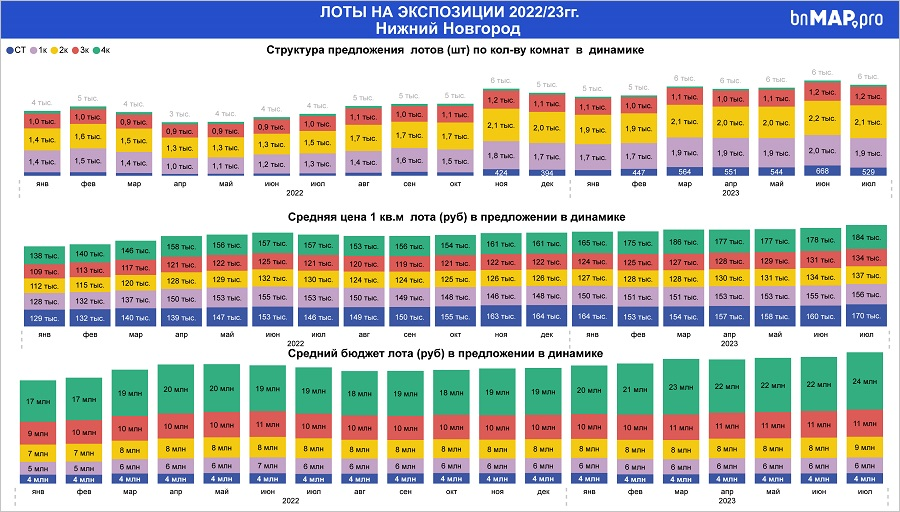 ЛОТЫ НА ЭКСПОЗИЦИИ 2022/23гг.
Нижний Новгород
bnMAP.pro
Структура предложения лотов (шт) по кол-ву комнат в динамике
СТ 1к 2к 3к 4к
4 тыс. 5 тыс. 4 тыс. 3 тыс. 4 тыс. 4 тыс. 4 тыс. 5 тыс. 5 тыс. 5 тыс. 6 тыс. 5 тыс. 5 тыс. 5 тыс. 6 тыс. 6 тыс. 6 тыс. 6 тыс. 6 тыс.
1,0 тыс. 1,0 тыс. 0,9 тыс. 0,9 тыс. 0,9 тыс. 0,9 тыс. 1,0 тыс. 1,1 тыс. 1,0 тыс. 1,1 тыс. 1,2 тыс. 1,1 тыс. 1,1 тыс. 1,0 тыс. 1,1 тыс. 1,1 тыс. 1,1 тыс. 1,2 тыс. 1,2 тыс.
1,4 тыс. 1,6 тыс. 1,5 тыс. 1,3 тыс. 1,3 тыс. 1,3 тыс. 1,5 тыс. 1,7 тыс. 1,7 тыс. 1,7 тыс. 2,1 тыс. 2,0 тыс. 1,9 тыс. 1,9 тыс. 2,1 тыс. 2,0 тыс. 2,0 тыс. 2,2 тыс. 2,1 тыс.
1,4 тыс. 1,5 тыс. 1,4 тыс. 1,0 тыс. 1,1 тыс. 1,2 тыс. 1,3 тыс. 1,4 тыс. 1,6 тыс. 1,5 тыс. 1,8 тыс. 1,7 тыс. 1,7 тыс. 1,7 тыс. 1,9 тыс. 1,9 тыс. 1,9 тыс. 2,0 тыс. 1,9 тыс.
424 394 447 564 551 544 668 529
янв фев мар апр май июн июл авг сен окт ноя дек янв фев мар апр май июн июл
2022 2023
Средняя цена 1 кв.м лота (руб) в предложении в динамике
138 тыс. 140 тыс. 146 тыс. 158 тыс. 156 тыс. 157 тыс. 157 тыс. 153 тыс. 156 тыс. 154 тыс. 161 тыс. 161 тыс. 165 тыс. 175 тыс. 186 тыс. 177 тыс. 177 тыс. 178 тыс. 184 тыс.
109 тыс. 113 тыс. 117 тыс. 121 тыс. 122 тыс. 125 тыс. 121 тыс. 120 тыс. 119 тыс. 121 тыс. 122 тыс. 122 тыс. 124 тыс. 125 тыс. 127 тыс. 128 тыс. 129 тыс. 131 тыс. 134 тыс.
112 тыс. 115 тыс. 120 тыс. 128 тыс. 129 тыс. 132 тыс. 130 тыс. 124 тыс. 124 тыс. 125 тыс. 126 тыс. 126 тыс. 127 тыс. 128 тыс. 128 тыс. 130 тыс. 131 тыс. 134 тыс. 137 тыс.
128 тыс. 132 тыс. 137 тыс. 150 тыс. 153 тыс. 155 тыс. 153 тыс. 150 тыс. 149 тыс. 148 тыс. 146 тыс. 148 тыс. 150 тыс. 151 тыс. 151 тыс. 153 тыс. 153 тыс. 155 тыс. 156 тыс.
129 тыс. 132 тыс. 140 тыс. 139 тыс. 147 тыс. 153 тыс. 146 тыс. 149 тыс. 150 тыс. 155 тыс. 163 тыс. 164 тыс. 164 тыс. 153 тыс. 154 тыс. 157 тыс. 158 тыс. 160 тыс. 170 тыс.
янв фев мар апр май июн июл авг сен окт ноя дек янв фев мар апр май июн июл
2022 2023
Средний бюджет лота (руб) в предложении в динамике
17 млн 17 млн 19 млн 20 млн 20 млн 19 млн 19 млн 18 млн 19 млн 18 млн 19 млн 19 млн 20 млн 21 млн 23 млн 22 млн 22 млн 22 млн 24 млн
9 млн 10 млн 10 млн 10 млн 10 млн 11 млн 10 млн 10 млн 10 млн 10 млн 10 млн 10 млн 10 млн 10 млн 11 млн 11 млн 11 млн 11 млн 11 млн
7 млн 7 млн 8 млн 8 млн 8 млн 8 млн 8 млн 8 млн 8 млн 8 млн 8 млн 8 млн 8 млн 8 млн 8 млн 8 млн 8 млн 8 млн 9 млн
5 млн 5 млн 6 млн 6 млн 6 млн 7 млн 6 млн 6 млн 6 млн 6 млн 6 млн 6 млн 6 млн 6 млн 6 млн 6 млн 6 млн 6 млн 6 млн
4 млн 4 млн 4 млн 4 млн 4 млн 4 млн 4 млн 4 млн 4 млн 4 млн 4 млн 4 млн 4 млн 4 млн 4 млн 4 млн 4 млн 4 млн 4 млн
янв фев мар апр май июн июл авг сен окт ноя дек янв фев мар апр май июн июл
2022 2023